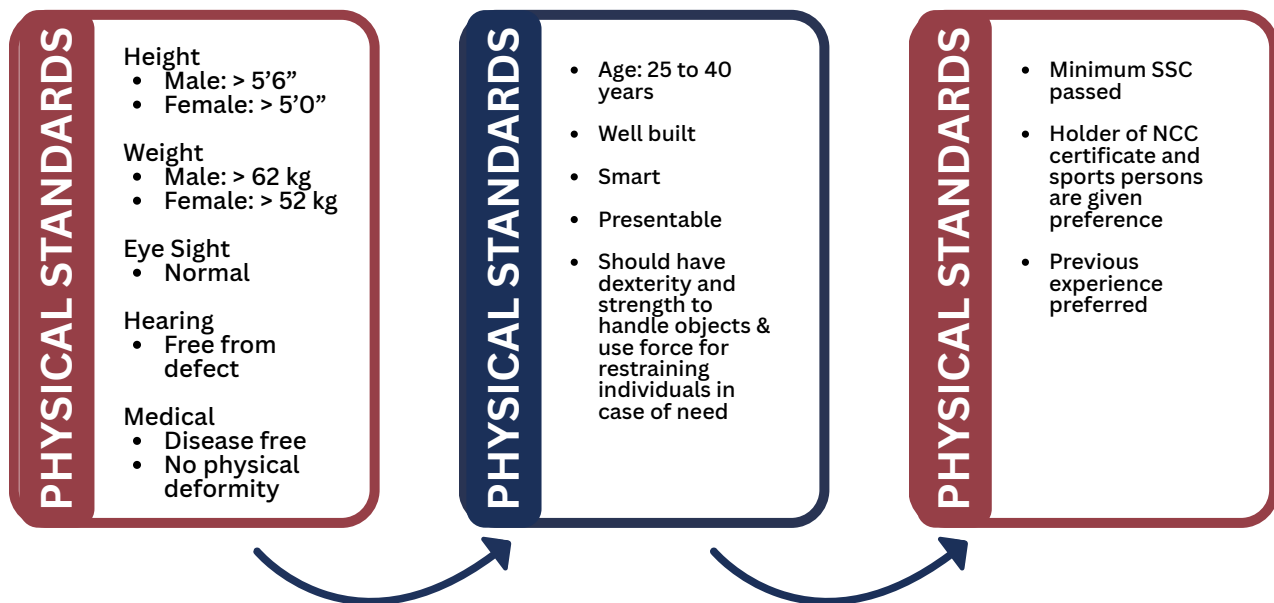 PHYSICAL STANDARDS
Height
• Male: > 5’6”
• Female: > 5’0”
Weight
• Male: > 62 kg
• Female: > 52 kg
Eye Sight
• Normal
Hearing
• Free from
defect
Medical
• Disease free
• No physical
deformity
PHYSICAL STANDARDS
• Age: 25 to 40
years
• Well built
• Smart
• Presentable
• Should have
dexterity and
strength to
handle objects &
use force for
restraining
individuals in
case of need
PHYSICAL STANDARDS
• Minimum SSC
passed
• Holder of NCC
certificate and
sports persons
are given
preference
• Previous
experience
preferred